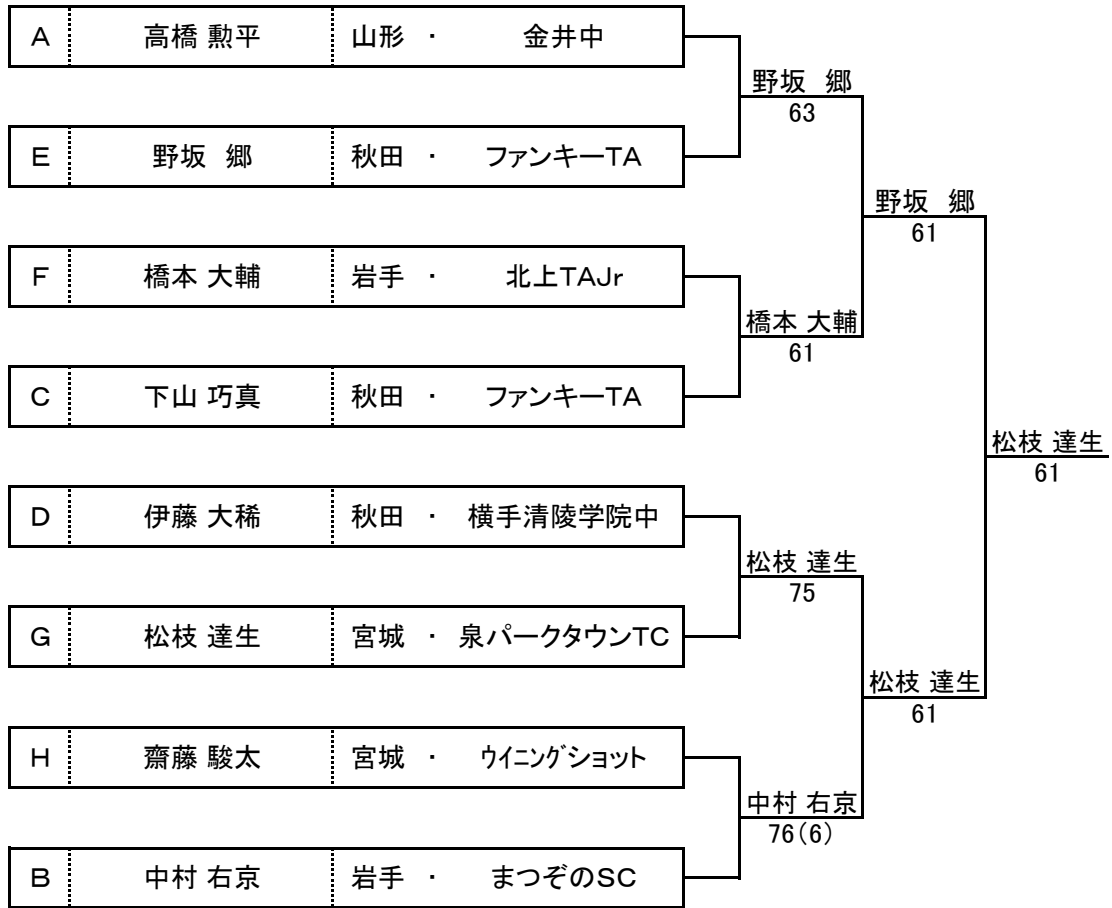 A 高橋 勲平 山形 ・ 金井中
野坂 郷
63
E 野坂 郷 秋田 ・ ファンキーTA
野坂 郷
61
F 橋本 大輔 岩手 ・ 北上TAJr
橋本 大輔
61
C 下山 巧真 秋田 ・ ファンキーTA
松枝 達生
61
D 伊藤 大稀 秋田 ・ 横手清陵学院中
松枝 達生
75
G 松枝 達生 宮城 ・ 泉パークタウンTC
松枝 達生
61
H 齋藤 駿太 宮城 ・ ウイニングショット
中村 右京
76(6)
B 中村 右京 岩手 ・ まつぞのSC